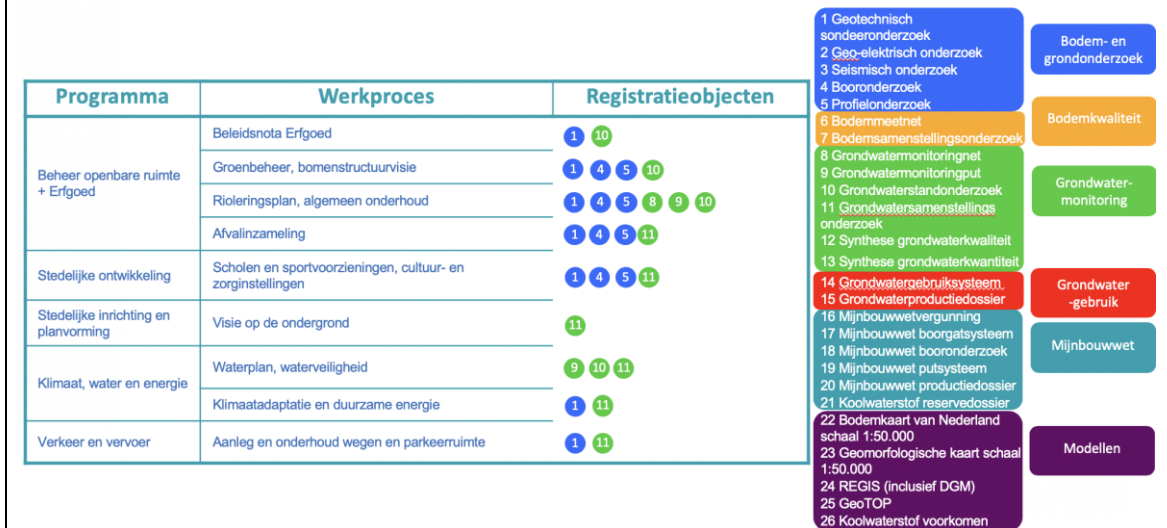 Programma Werkproces Registratieobjecten
Beheer openbare ruimte
+ Erfgoed
Beleidsnota Erfgoed
1 10
Groenbeheer, bomenstructuurvisie
1 4 5 10
Rioleringsplan, algemeen onderhoud
1 4 5 8 9 10
Afvalinzameling
1 4 5 11
Stedelijke ontwikkeling
Scholen en sportvoorzieningen, cultuur- en
zorginstellingen
1 4 5 11
Stedelijke inrichting en
planvorming
Visie op de ondergrond
11
Klimaat, water en energie
Waterplan, waterveiligheid
9 10 11
Klimaatadaptatie en duurzame energie
1 11
Verkeer en vervoer
Aanleg en onderhoud wegen en parkeerruimte
1 11
1 Geotechnisch
sondeeronderzoek
2 Geo-elektrisch onderzoek
3 Seismisch onderzoek
4 Booronderzoek
5 Profielonderzoek
Bodem- en
grondonderzoek
6 Bodemmeetnet
7 Bodemsamenstellingsonderzoek
Bodemkwaliteit
8 Grondwatermonitoringnet
9 Grondwatermonitoringput
10 Grondwaterstandonderzoek
11 Grondwatersamenstellings
onderzoek
12 Synthese grondwaterkwaliteit
13 Synthese grondwaterkwantiteit
Grondwater-
monitoring
14 Grondwatergebruiksysteem
15 Grondwaterproductiedossier
Grondwater
-gebruik
16 Mijnbouwwetvergunning
17 Mijnbouwwet boorgatsysteem
18 Mijnbouwwet booronderzoek
19 Mijnbouwwet putsysteem
20 Mijnbouwwet productiedossier
21 Koolwaterstof reservedossier
Mijnbouwwet
22 Bodemkaart van Nederland
schaal 1:50.000
23 Geomorfologische kaart schaal
1:50.000
24 REGIS (inclusief DGM)
25 GeoTOP
26 Koolwaterstof voorkomen
Modellen